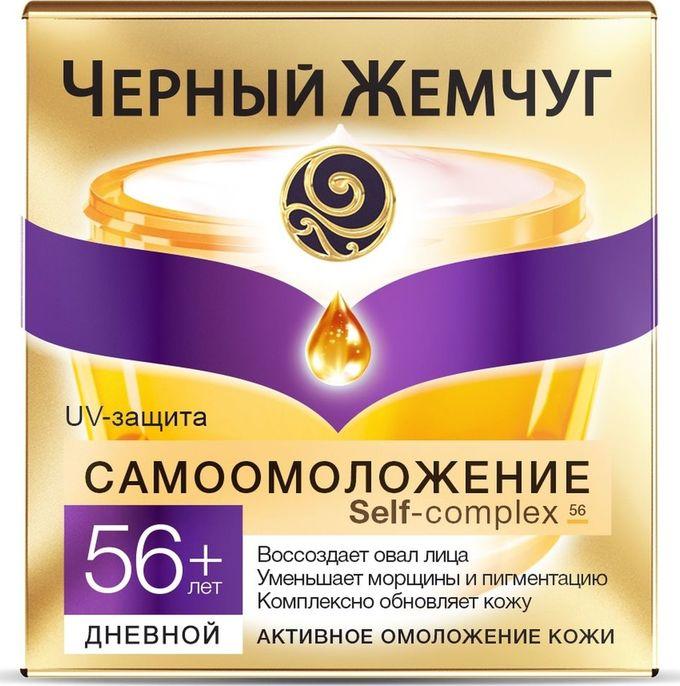 ЧЕРНЫЙ ЖЕМЧУГ
UV-защита
САМООМОЛОЖЕНИЕ
Self-complex 56
56+
лет
ДНЕВНОЙ
Воссоздает овал лица
Уменьшает морщины и пигментацию
Комплексно обновляет кожу
АКТИВНОЕ ОМОЛОЖЕНИЕ КОЖИ